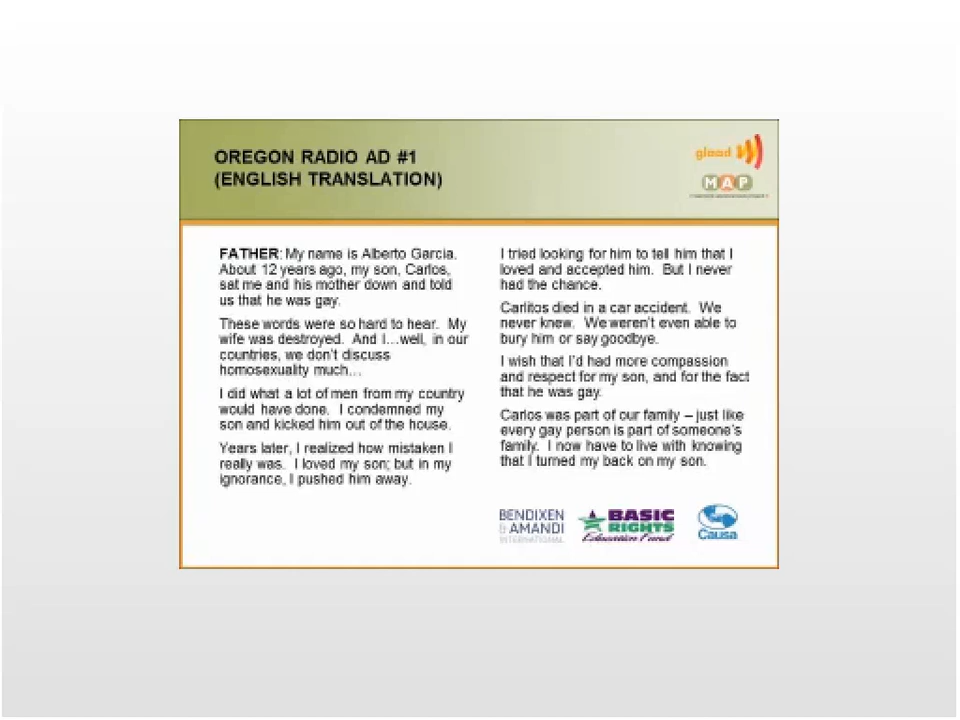 OREGON RADIO AD #1
(ENGLISH TRANSLATION)
glaad
MAP
FATHER: My name is Alberto Garcia.
About 12 years ago, my son, Carlos,
sat me and his mother down and told
us that he was gay.
These words were so hard to hear. My
wife was destroyed. And I…well, in our
countries, we don't discuss
homosexuality much…
I did what a lot of men from my country
would have done. I condemned my
son and kicked him out of the house.
Years later, I realized how mistaken I
really was. I loved my son; but in my
ignorance, I pushed him away.
I tried looking for him to tell him that I
loved and accepted him. But I never
had the chance.
Carlitos died in a car accident. We
never knew. We weren't even able to
bury him or say goodbye.
I wish that I'd had more compassion
and respect for my son, and for the fact
that he was gay.
Carlos was part of our family – just like
every gay person is part of someone's
family. I now have to live with knowing
that I turned my back on my son.
BENDIXEN
& AMANDI
INTERNATIONAL
BASIC
RIGHTS
Education Fund
Causa